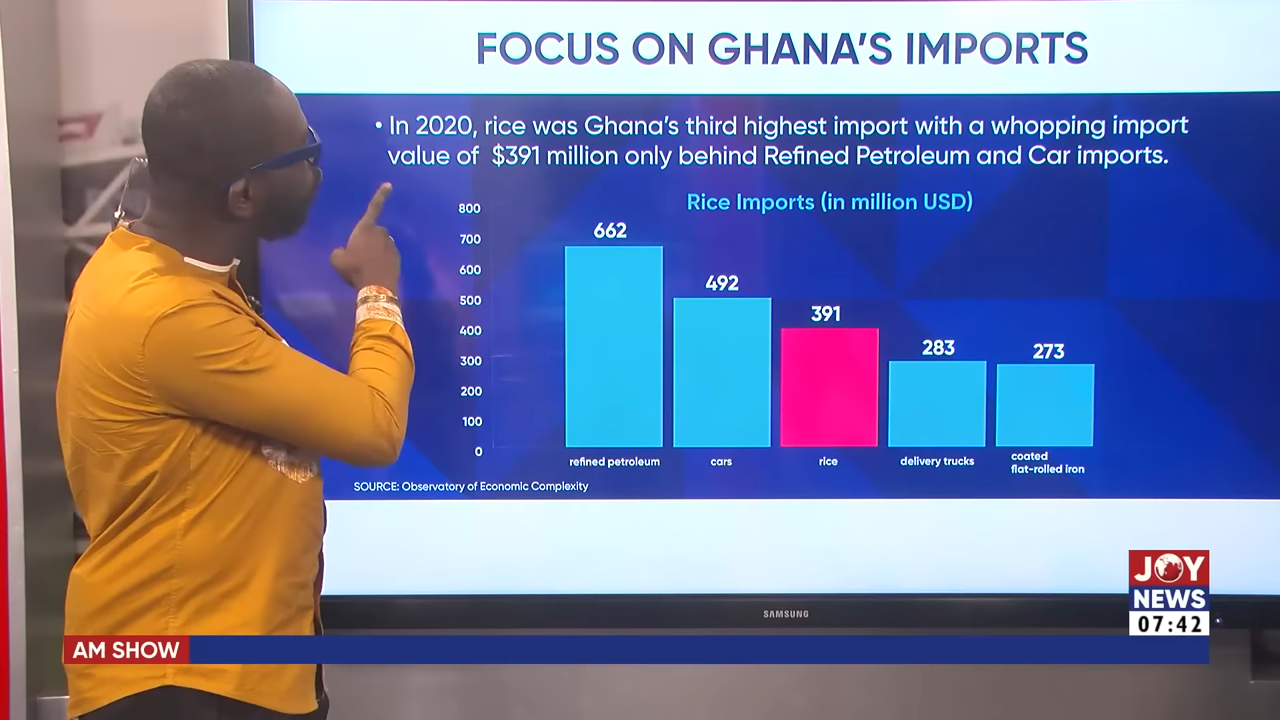 FOCUS ON GHANA'S IMPORTS
• In 2020, rice was Ghana's third highest import with a whopping import
value of $391 million only behind Refined Petroleum and Car imports.
Rice Imports (in million USD)
800
700
600
500
400
300
200
100
0
662
492
391
283
273
refined petroleum
cars
rice
delivery trucks
coated
flat-rolled iron
SOURCE: Observatory of Economic Complexity
SAMSUNG
JOY
NEWS
07:42
AM SHOW